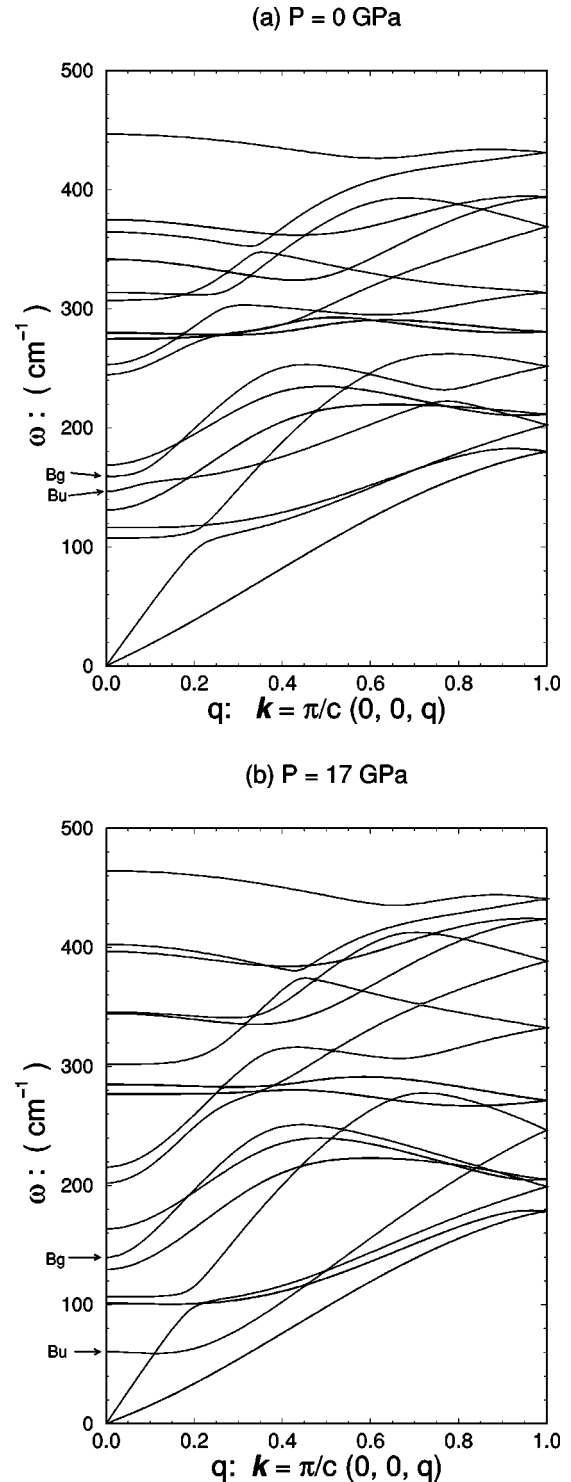 (a) P = 0 GPa
500
400
300
200
100
0
ω : ( cm⁻¹ )
Bg
Bu
0.0 0.2 0.4 0.6 0.8 1.0
q: k = π/c (0, 0, q)
(b) P = 17 GPa
500
400
300
200
100
0
ω : ( cm⁻¹ )
Bg
Bu
0.0 0.2 0.4 0.6 0.8 1.0
q: k = π/c (0, 0, q)